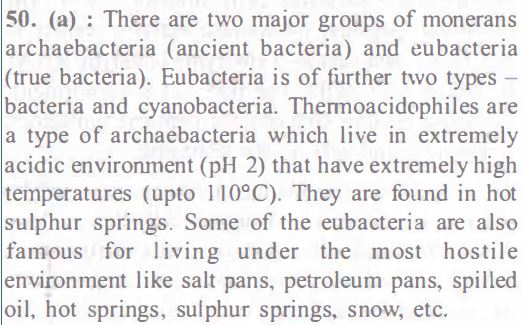 50. (a) : There are two major groups of monerans
archaebacteria (ancient bacteria) and eubacteria
(true bacteria). Eubacteria is of further two types –
bacteria and cyanobacteria. Thermoacidophiles are
a type of archaebacteria which live in extremely
acidic environment (pH 2) that have extremely high
temperatures (upto 110°C). They are found in hot
sulphur springs. Some of the eubacteria are also
famous for living under the most hostile
environment like salt pans, petroleum pans, spilled
oil, hot springs, sulphur springs, snow, etc.